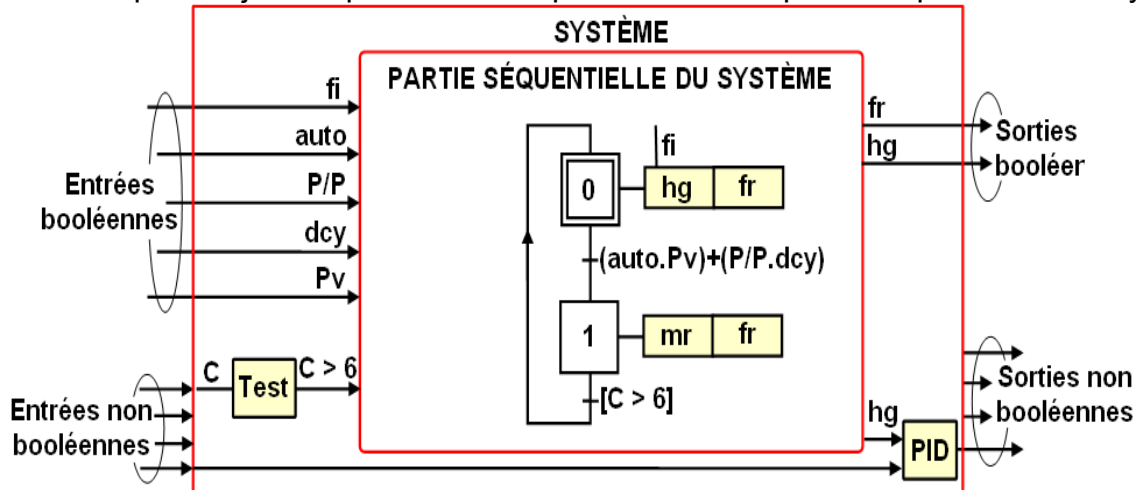 SYSTÈME
PARTIE SÉQUENTIELLE DU SYSTÈME
fi
auto
P/P
dcy
Pv
Entrées
booléennes
fr
hg
Sorties
booléer
fi
0
hg
fr
(auto.Pv)+(P/P.dcy)
1
mr
fr
[C > 6]
C
Test
C > 6
Entrées non
booléennes
hg
PID
Sorties non
booléennes